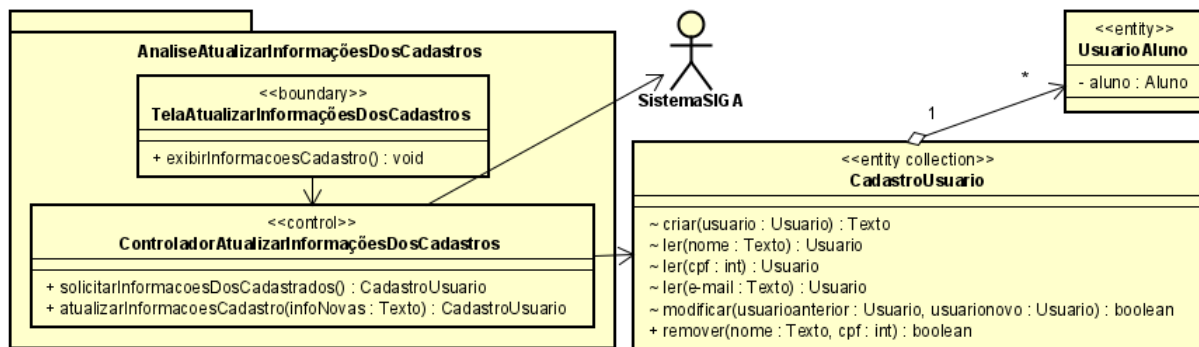 AnaliseAtualizarInformaçõesDosCadastros
<<boundary>>
TelaAtualizarInformaçõesDosCadastros
+ exibirInformacoesCadastro() : void
<<control>>
ControladorAtualizarInformaçõesDosCadastros
+ solicitarInformacoesDosCadastrados() : CadastroUsuario
+ atualizarInformacoesCadastro(infoNovas : Texto) : CadastroUsuario
SistemaSIGA
<<entity>>
UsuarioAluno
- aluno : Aluno
*
1
<<entity collection>>
CadastroUsuario
~ criar(usuario : Usuario) : Texto
~ ler(nome : Texto) : Usuario
~ ler(cpf : int) : Usuario
~ ler(e-mail : Texto) : Usuario
~ modificar(usuarioanterior : Usuario, usuarionovo : Usuario) : boolean
+ remover(nome : Texto, cpf : int) : boolean